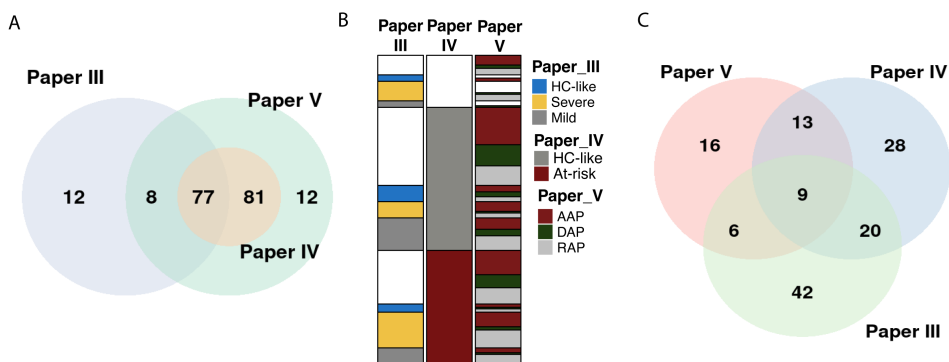 A
Paper III
Paper V
12
8
77
81
12
Paper IV
B
Paper Paper Paper
III IV V
Paper_III
HC-like
Severe
Mild
Paper_IV
HC-like
At-risk
Paper_V
AAP
DAP
RAP
C
Paper V
Paper IV
13
16
28
9
6
20
42
Paper III